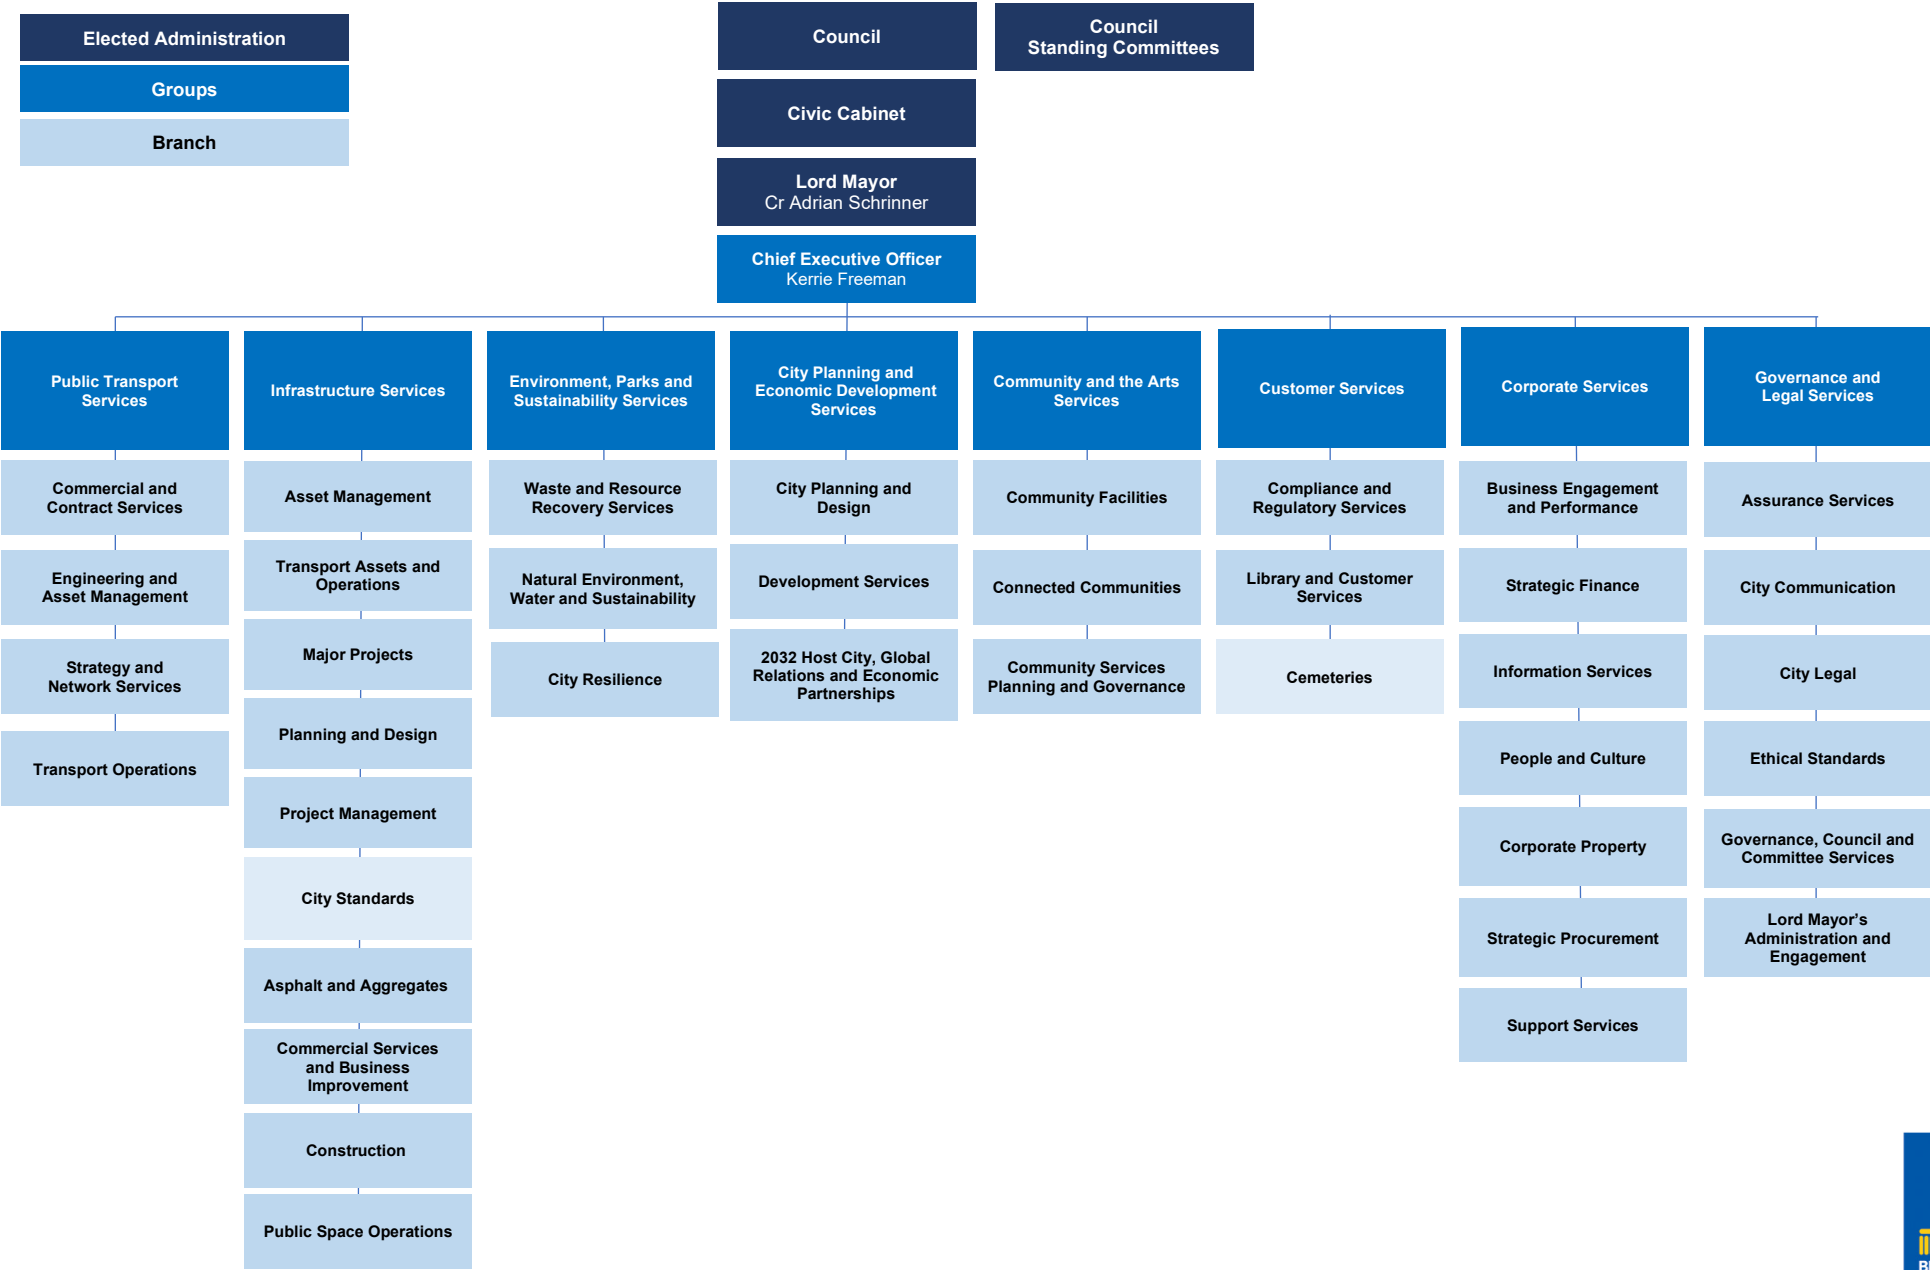 Elected Administration
Groups
Branch
Council
Council
Standing Committees
Civic Cabinet
Lord Mayor
Cr Adrian Schrinner
Chief Executive Officer
Kerrie Freeman
Public Transport
Services
Commercial and
Contract Services
Engineering and
Asset Management
Strategy and
Network Services
Transport Operations
Infrastructure Services
Asset Management
Transport Assets and
Operations
Major Projects
Planning and Design
Project Management
City Standards
Asphalt and Aggregates
Commercial Services
and Business
Improvement
Construction
Public Space Operations
Environment, Parks and
Sustainability Services
Waste and Resource
Recovery Services
Natural Environment,
Water and Sustainability
City Resilience
City Planning and
Economic Development
Services
City Planning and
Design
Development Services
2032 Host City, Global
Relations and Economic
Partnerships
Community and the Arts
Services
Community Facilities
Connected Communities
Community Services
Planning and Governance
Customer Services
Compliance and
Regulatory Services
Library and Customer
Services
Cemeteries
Corporate Services
Business Engagement
and Performance
Strategic Finance
Information Services
People and Culture
Corporate Property
Strategic Procurement
Support Services
Governance and
Legal Services
Assurance Services
City Communication
City Legal
Ethical Standards
Governance, Council and
Committee Services
Lord Mayor’s
Administration and
Engagement